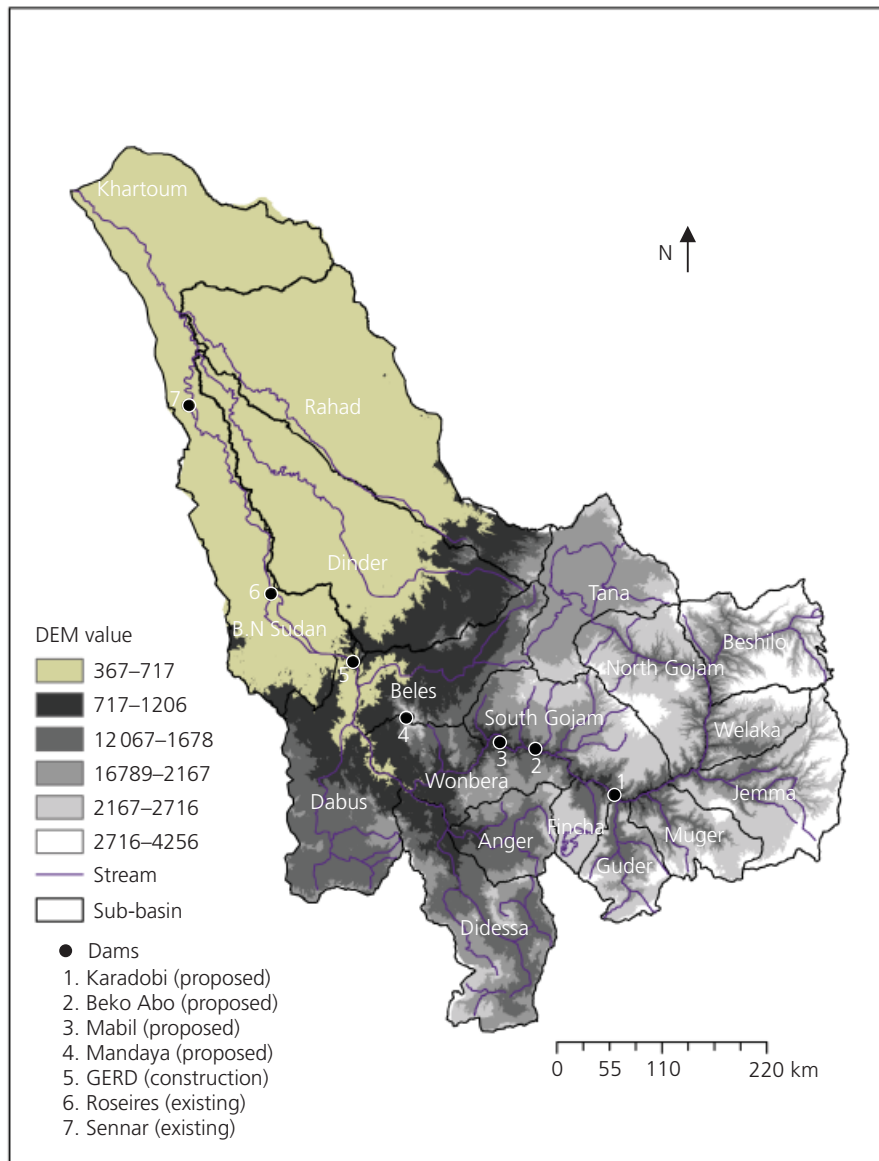 Khartoum
N
7
Rahad
Dinder
6
B.N Sudan
5
Tana
Beshilo
North Gojam
Beles
4
South Gojam
Welaka
3
2
Wonbera
1
Jemma
Dabus
Anger
Fincha
Muger
Guder
Didessa
DEM value
367–717
717–1206
12 067–1678
16789–2167
2167–2716
2716–4256
Stream
Sub-basin
Dams
1. Karadobi (proposed)
2. Beko Abo (proposed)
3. Mabil (proposed)
4. Mandaya (proposed)
5. GERD (construction)
6. Roseires (existing)
7. Sennar (existing)
0 55 110 220 km